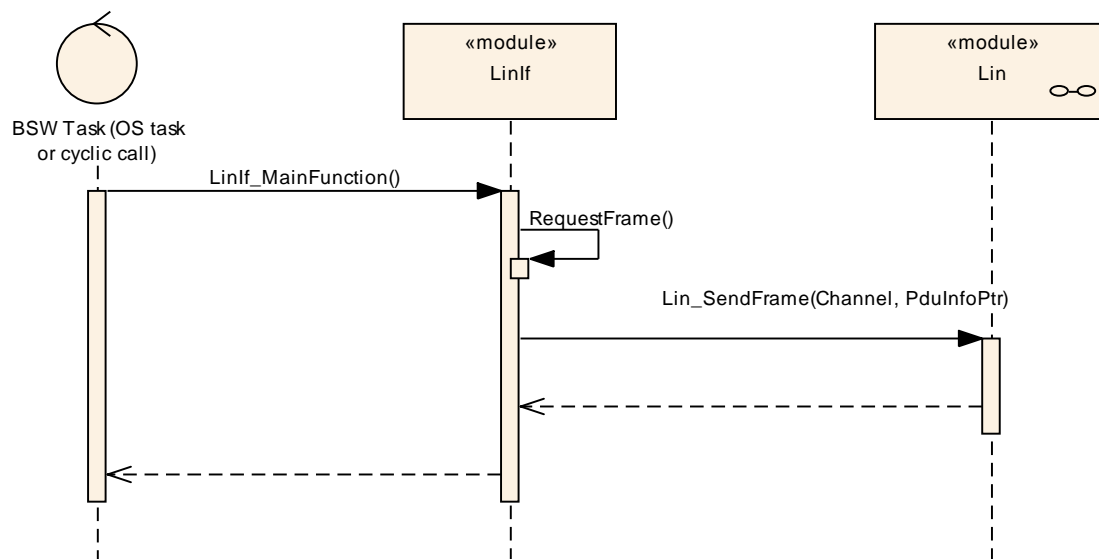 «module»
LinIf
«module»
Lin
BSW Task (OS task
or cyclic call)
LinIf_MainFunction()
RequestFrame()
Lin_SendFrame(Channel, PduInfoPtr)